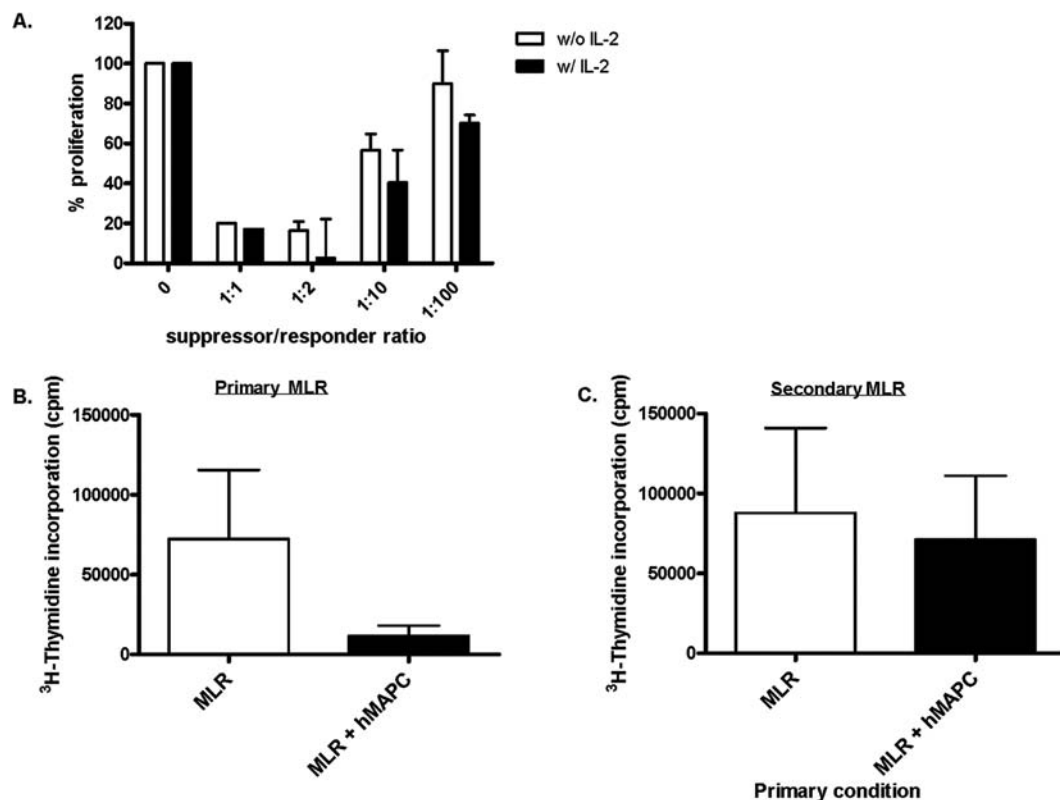 A.
% proliferation
120
100
80
60
40
20
0
0
1:1
1:2
1:10
1:100
suppressor/responder ratio
w/o IL-2
w/ IL-2
B.
Primary MLR
³H-Thymidine incorporation (cpm)
150000
100000
50000
0
MLR
MLR + hMAPC
C.
Secondary MLR
³H-Thymidine incorporation (cpm)
150000
100000
50000
0
MLR
MLR + hMAPC
Primary condition